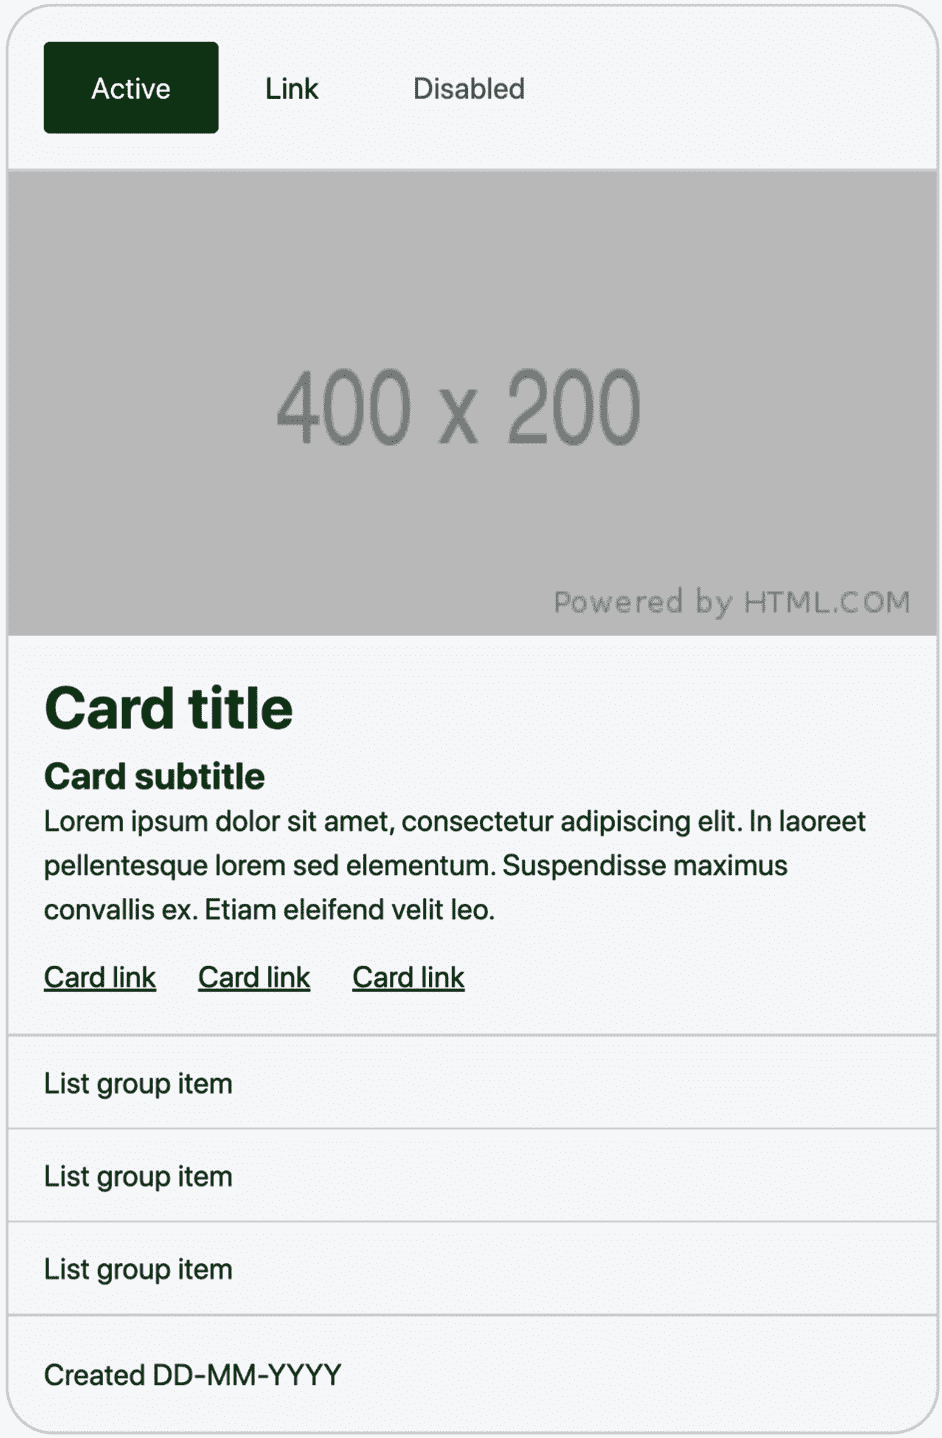 Active Link Disabled
400 x 200
Powered by HTML.COM
Card title
Card subtitle
Lorem ipsum dolor sit amet, consectetur adipiscing elit. In laoreet
pellentesque lorem sed elementum. Suspendisse maximus
convallis ex. Etiam eleifend velit leo.
Card link Card link Card link
List group item
List group item
List group item
Created DD-MM-YYYY